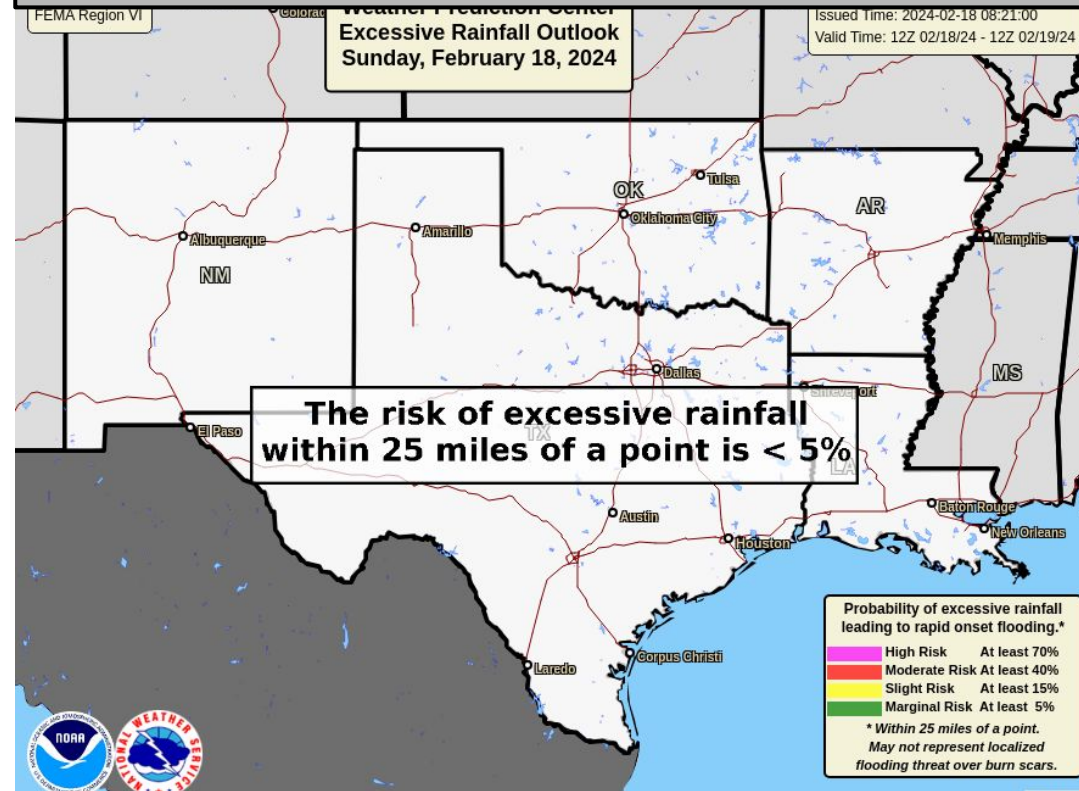 FEMA Region VI
Weather Prediction Center
Excessive Rainfall Outlook
Sunday, February 18, 2024
Issued Time: 2024-02-18 08:21:00
Valid Time: 12Z 02/18/24 - 12Z 02/19/24
Tulsa
OK
AR
Oklahoma City
Amarillo
Albuquerque
Memphis
NM
Dallas
MS
Shreveport
The risk of excessive rainfall
within 25 miles of a point is < 5%
El Paso
TX
LA
Baton Rouge
Austin
New Orleans
Houston
Corpus Christi
Laredo
Probability of excessive rainfall
leading to rapid onset flooding.*
High Risk At least 70%
Moderate Risk At least 40%
Slight Risk At least 15%
Marginal Risk At least 5%
* Within 25 miles of a point.
May not represent localized
flooding threat over burn scars.
NOAA
NATIONAL WEATHER SERVICE